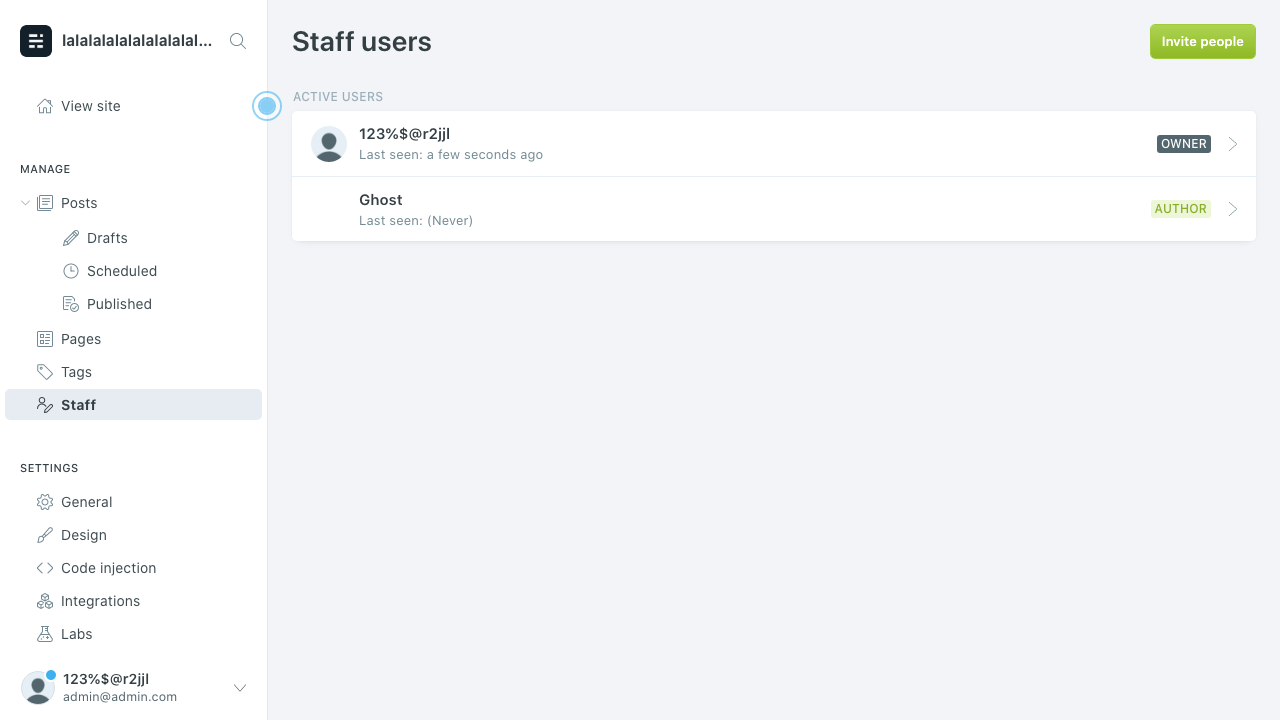 lalalalalalalalalal...
View site
MANAGE
Posts
Drafts
Scheduled
Published
Pages
Tags
Staff
SETTINGS
General
Design
Code injection
Integrations
Labs
123%$@r2jjl
admin@admin.com
Staff users
Invite people
ACTIVE USERS
123%$@r2jjl
Last seen: a few seconds ago
OWNER
Ghost
Last seen: (Never)
AUTHOR